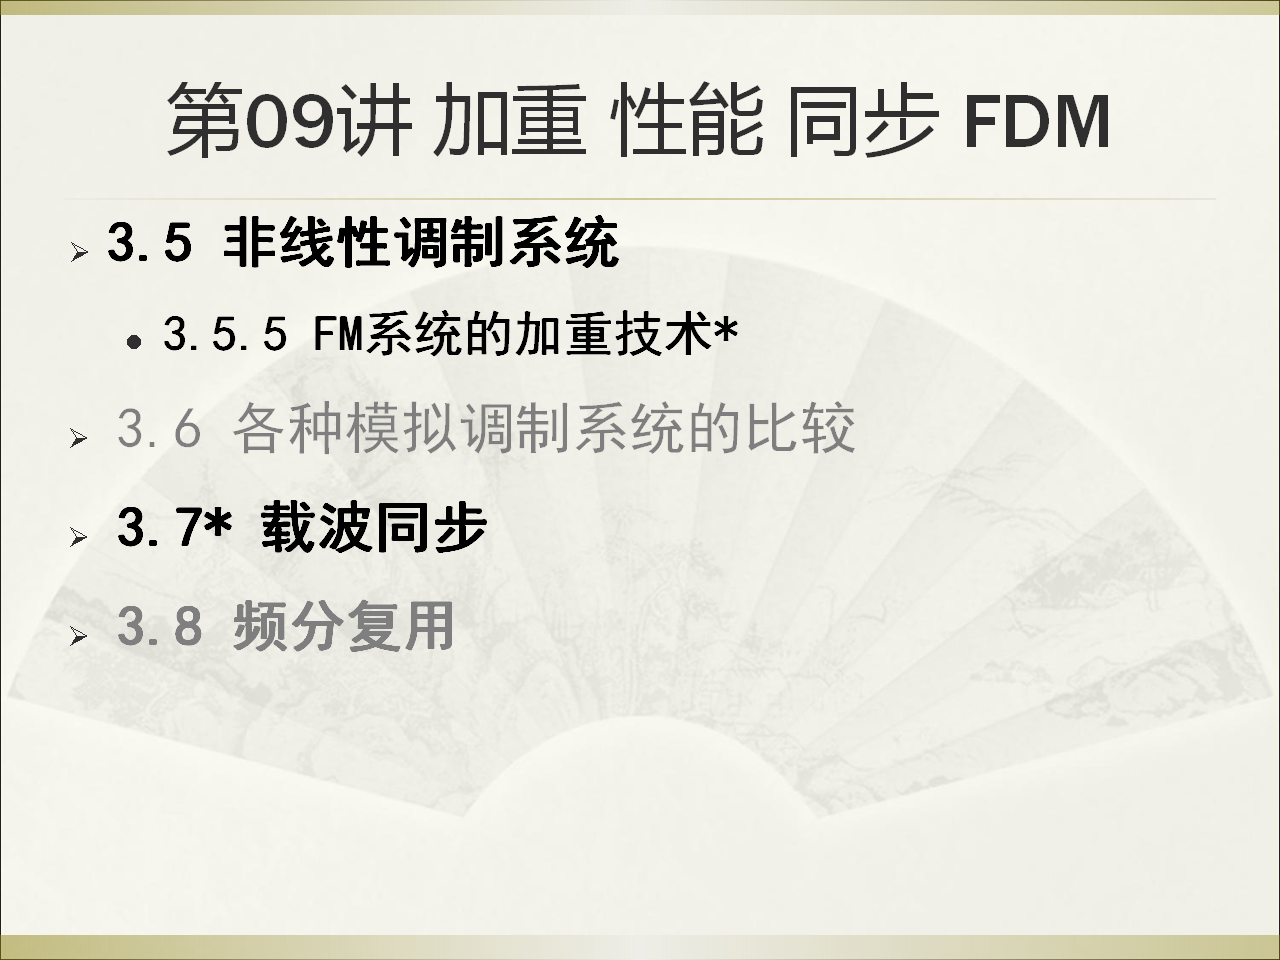 第09讲 加重 性能 同步 FDM
3.5 非线性调制系统
3.5.5 FM系统的加重技术*
3.6 各种模拟调制系统的比较
3.7* 载波同步
3.8 频分复用